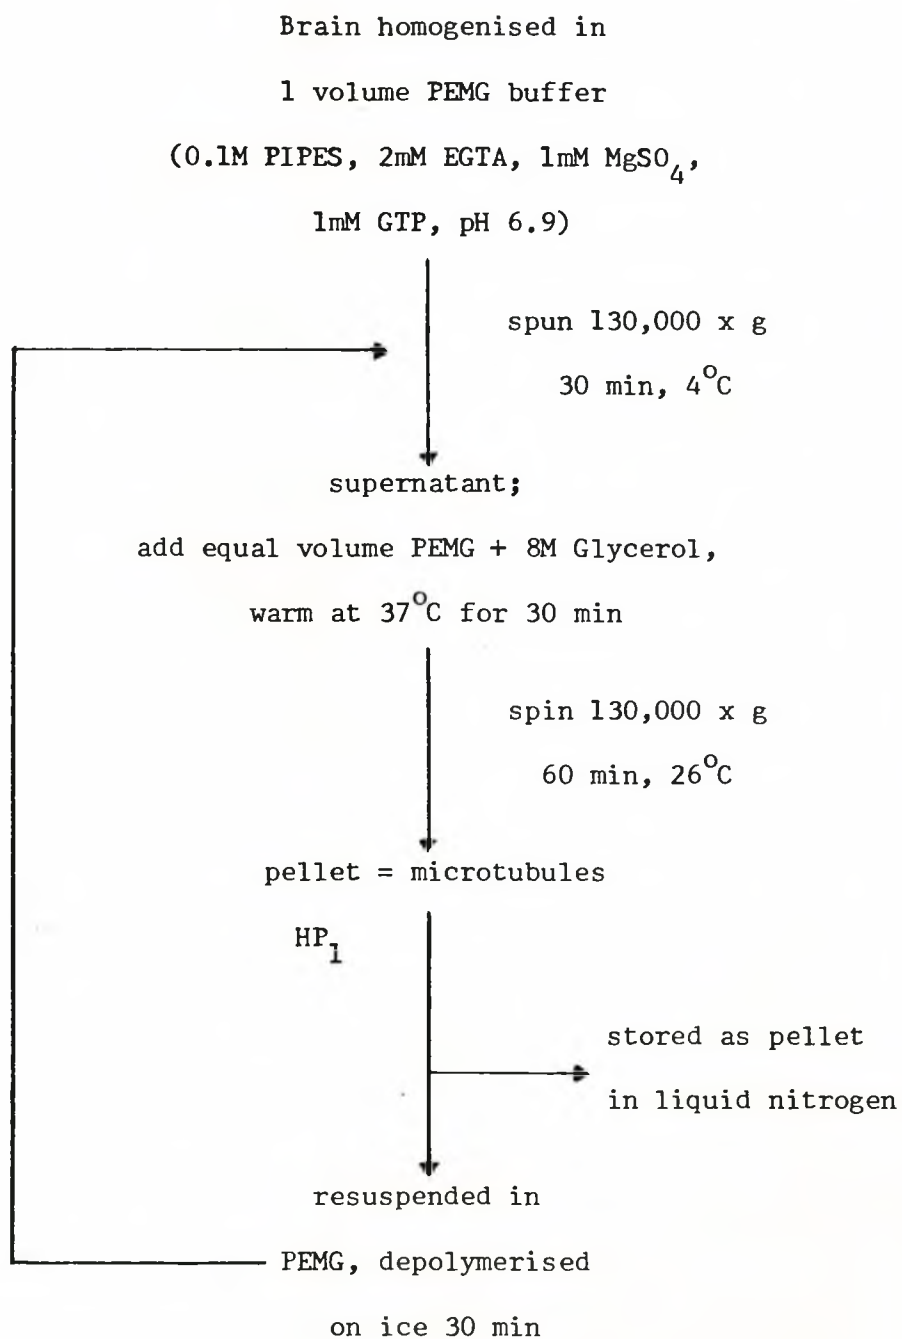 Brain homogenised in
1 volume PEMG buffer
(0.1M PIPES, 2mM EGTA, 1mM MgSO₄,
1mM GTP, pH 6.9)
spun 130,000 x g
30 min, 4°C
supernatant;
add equal volume PEMG + 8M Glycerol,
warm at 37°C for 30 min
spin 130,000 x g
60 min, 26°C
pellet = microtubules
HP₁
stored as pellet
in liquid nitrogen
resuspended in
PEMG, depolymerised
on ice 30 min